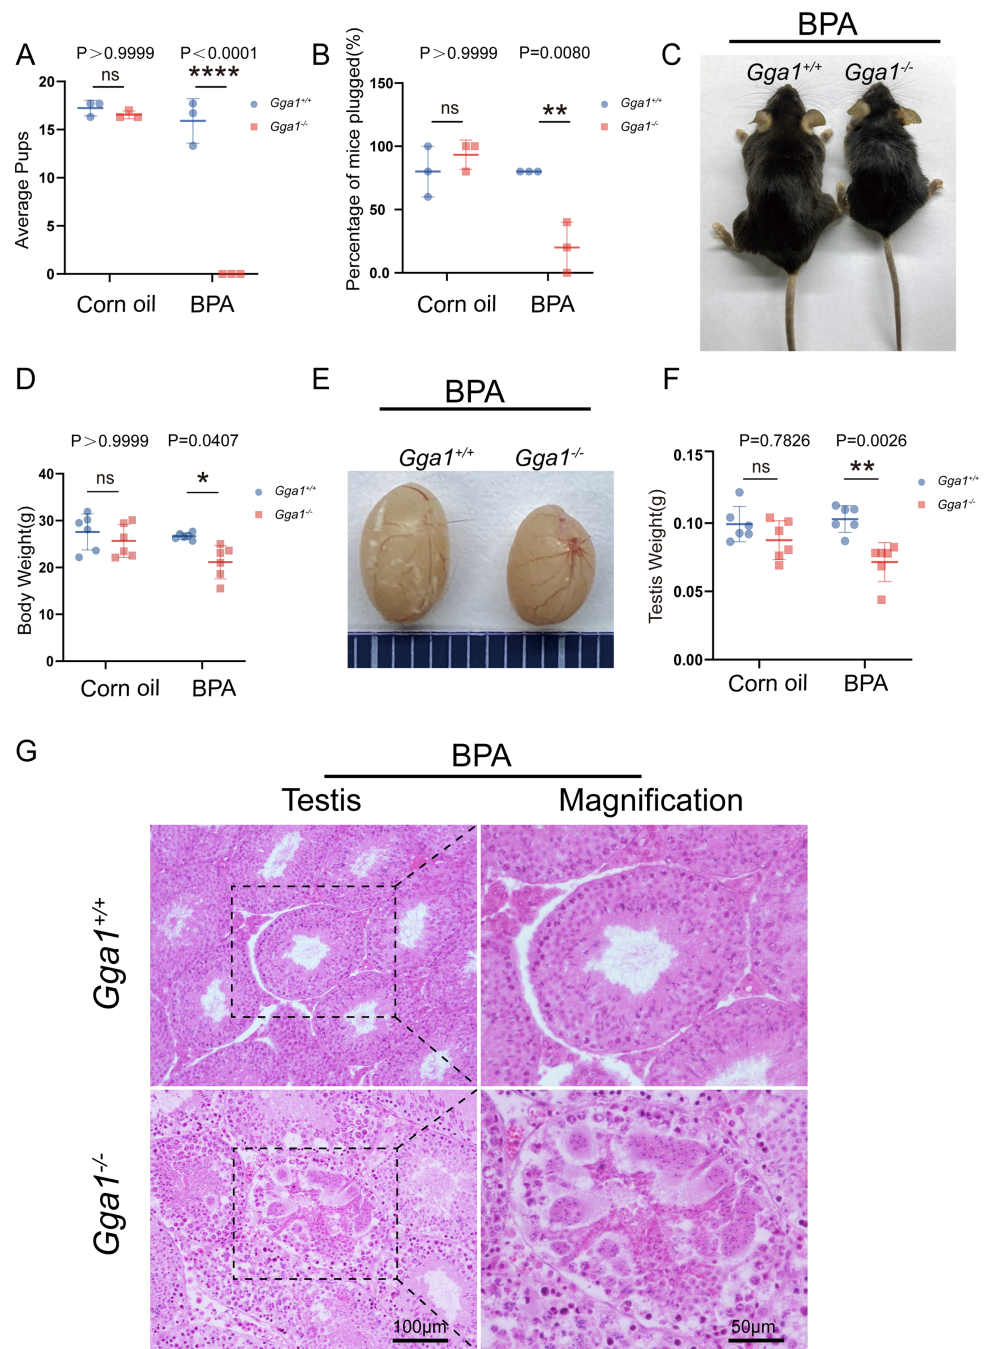 A
P>0.9999 P<0.0001
ns ****
20
15
10
5
0
Average Pups
Corn oil BPA
Gga1+/+
Gga1-/-
B
P>0.9999 P=0.0080
ns **
150
100
50
0.0
Percentage of mice plugged(%)
Corn oil BPA
Gga1+/+
Gga1-/-
C
BPA
Gga1+/+ Gga1-/-
D
P>0.9999 P=0.0407
ns *
40
30
20
10
0
Body Weight(g)
Corn oil BPA
Gga1+/+
Gga1-/-
E
BPA
Gga1+/+ Gga1-/-
F
P=0.7826 P=0.0026
ns **
0.15
0.10
0.05
0.00
Testis Weight(g)
Corn oil BPA
Gga1+/+
Gga1-/-
G
BPA
Testis Magnification
Gga1+/+
Gga1-/-
100μm 50μm